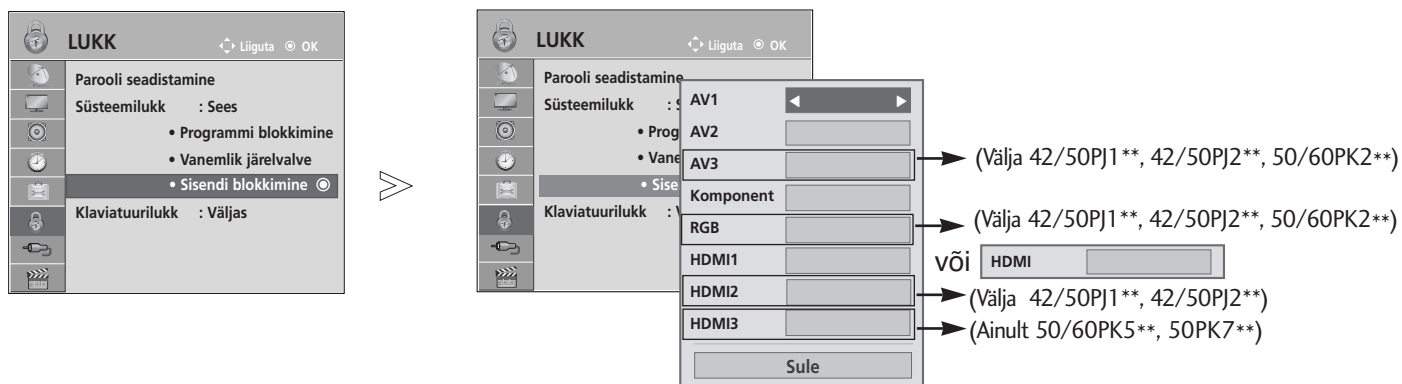 LUKK
Liiguta OK
Parooli seadistamine
Süsteemilukk : Sees
• Programmi blokkimine
• Vanemlik järelvalve
• Sisendi blokkimine
Klaviatuurilukk : Väljas
LUKK
Liiguta OK
Parooli seadistamine
Süsteemilukk : S
• Prog
• Vane
• Sise
Klaviatuurilukk : V
AV1
AV2
AV3
Komponent
RGB
HDMI1
HDMI2
HDMI3
Sule
(Välja 42/50PJ1**, 42/50PJ2**, 50/60PK2**)
(Välja 42/50PJ1**, 42/50PJ2**, 50/60PK2**)
või HDMI
(Välja 42/50PJ1**, 42/50PJ2**)
(Ainult 50/60PK5**, 50PK7**)